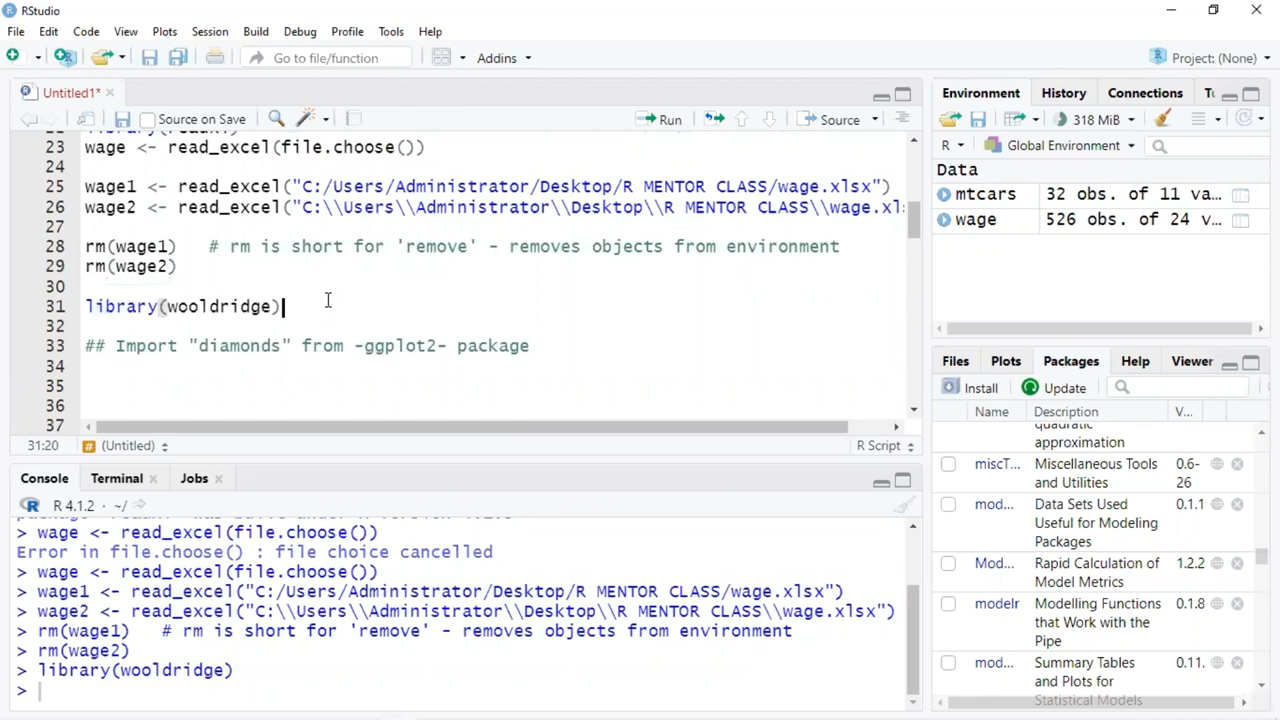 RStudio
File Edit Code View Plots Session Build Debug Profile Tools Help
Go to file/function Addins Project: (None)
Untitled1*
Source on Save Run Source
23 wage <- read_excel(file.choose())
24
25 wage1 <- read_excel("C:/Users/Administrator/Desktop/R MENTOR CLASS/wage.xlsx")
26 wage2 <- read_excel("C:\\Users\\Administrator\\Desktop\\R MENTOR CLASS\\wage.xl
27
28 rm(wage1) # rm is short for 'remove' - removes objects from environment
29 rm(wage2)
30
31 library(wooldridge)
32
33 ## Import "diamonds" from -ggplot2- package
34
35
36
37
31:20 (Untitled) R Script
Console Terminal Jobs
R 4.1.2 · ~/
> wage <- read_excel(file.choose())
Error in file.choose() : file choice cancelled
> wage <- read_excel(file.choose())
> wage1 <- read_excel("C:/Users/Administrator/Desktop/R MENTOR CLASS/wage.xlsx")
> wage2 <- read_excel("C:\\Users\\Administrator\\Desktop\\R MENTOR CLASS\\wage.xlsx")
> rm(wage1) # rm is short for 'remove' - removes objects from environment
> rm(wage2)
> library(wooldridge)
>
Environment History Connections
318 MiB
R Global Environment
Data
mtcars 32 obs. of 11 va...
wage 526 obs. of 24 v...
Files Plots Packages Help Viewer
Install Update
Name Description V...
quadratic
approximation
miscT... Miscellaneous Tools 0.6-
and Utilities 26
mod... Data Sets Used 0.1.1
Useful for Modeling
Packages
Mod... Rapid Calculation of 1.2.2
Model Metrics
modelr Modelling Functions 0.1.8
that Work with the
Pipe
mod... Summary Tables 0.11.
and Plots for
Statistical Models